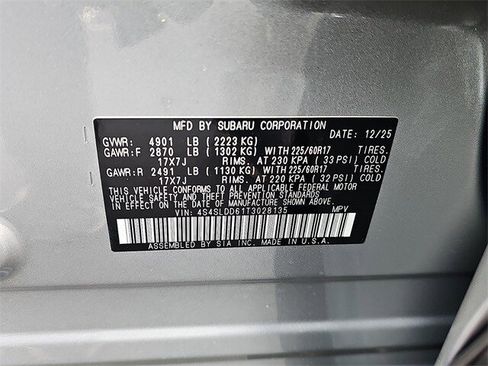 MFD BY SUBARU CORPORATION DATE: 12/25
GVWR: 4901 LB (2223 KG)
GAWR:F 2870 LB (1302 KG) WITH 225/60R17 TIRES.
17X7J RIMS. AT 230 KPA (33 PSI) COLD
GAWR:R 2491 LB (1130 KG) WITH 225/60R17 TIRES.
17X7J RIMS. AT 220 KPA (32 PSI) COLD
THIS VEHICLE CONFORMS TO ALL APPLICABLE FEDERAL MOTOR
VEHICLE SAFETY AND THEFT PREVENTION STANDARDS
IN EFFECT ON THE DATE OF MANUFACTURE SHOWN ABOVE.
VIN: 4S4SLDD61T3028135 MPV
ASSEMBLED BY SIA INC. MADE IN U.S.A.